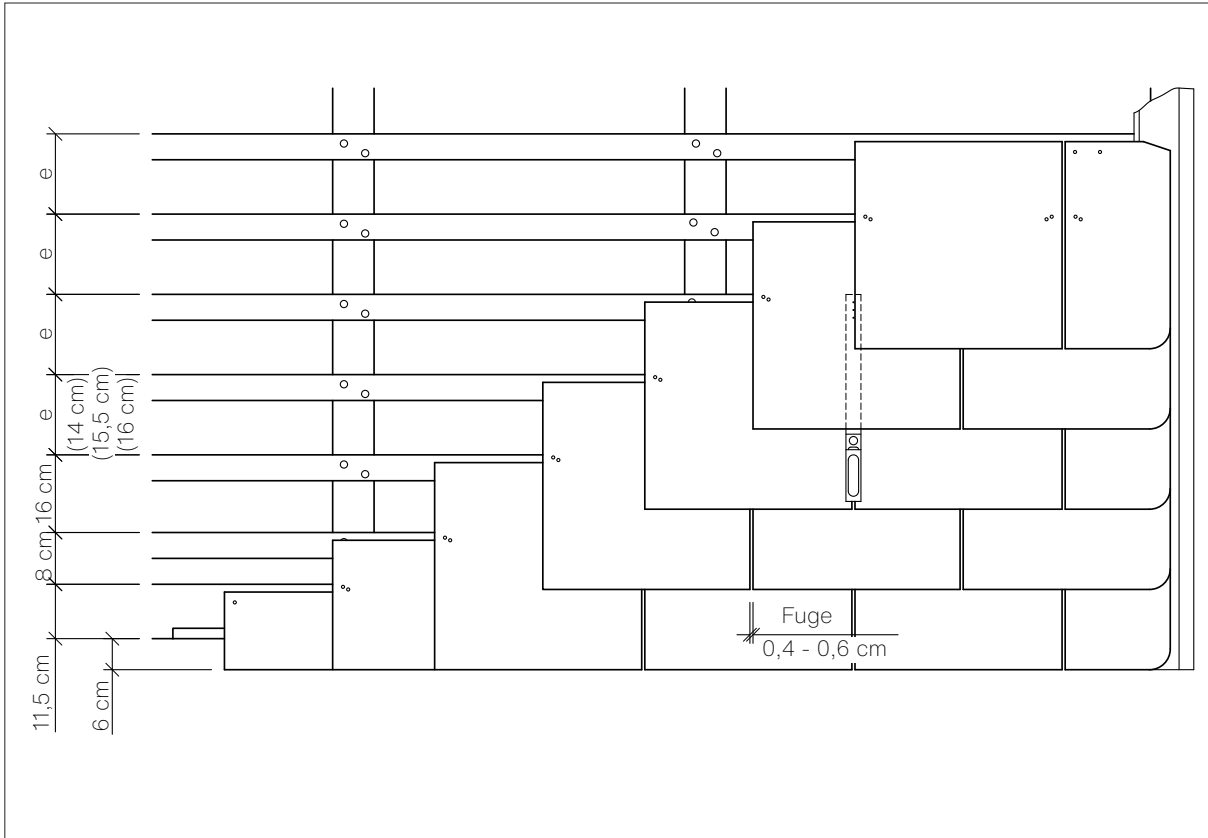 e
e
e
e
(14 cm)
(15,5 cm)
(16 cm)
16 cm
8 cm
11,5 cm
6 cm
Fuge
0,4 - 0,6 cm